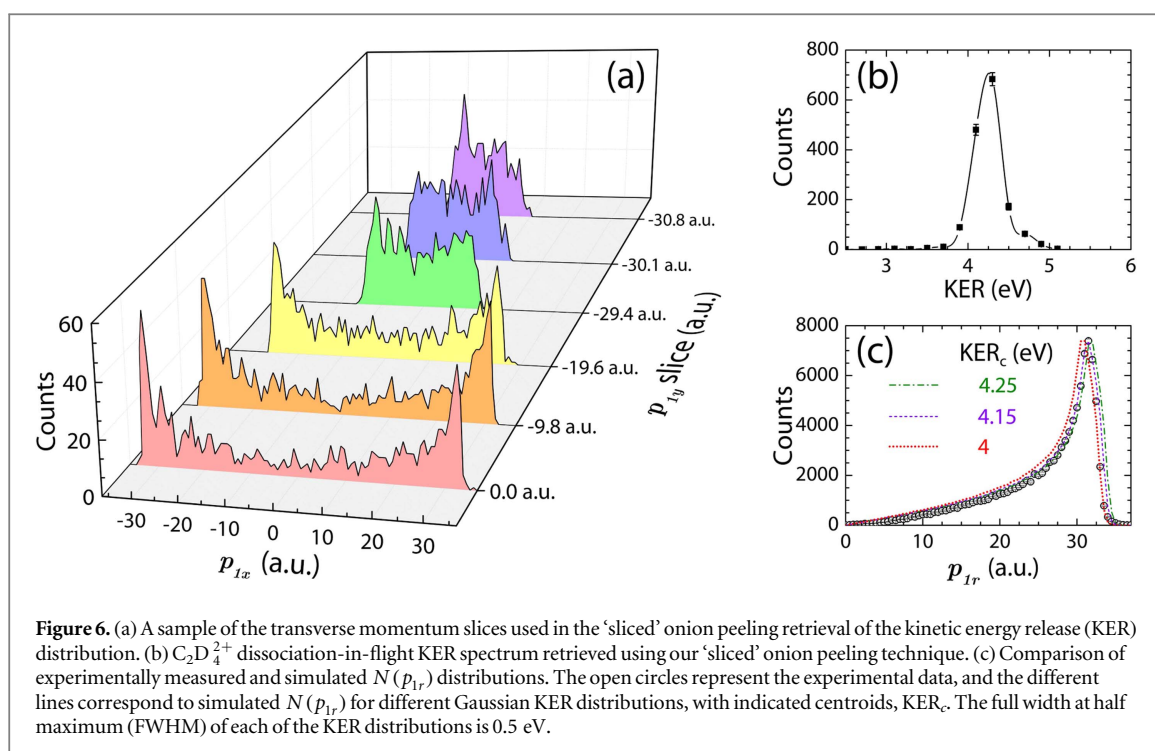 (a)
60
40
20
0
Counts
-30
-20
-10
0
10
20
30
p1x (a.u.)
-30.8 a.u.
-30.1 a.u.
-29.4 a.u.
-19.6 a.u.
-9.8 a.u.
0.0 a.u.
p1y slice (a.u.)
(b)
800
600
400
200
0
Counts
3
4
5
6
KER (eV)
(c)
8000
6000
4000
2000
0
Counts
KERc (eV)
4.25
4.15
4
0
10
20
30
p1r (a.u.)
Figure 6. (a) A sample of the transverse momentum slices used in the ‘sliced’ onion peeling retrieval of the kinetic energy release (KER)
distribution. (b) C2D4 2+ dissociation-in-flight KER spectrum retrieved using our ‘sliced’ onion peeling technique. (c) Comparison of
experimentally measured and simulated N(p1r) distributions. The open circles represent the experimental data, and the different
lines correspond to simulated N(p1r) for different Gaussian KER distributions, with indicated centroids, KERc. The full width at half
maximum (FWHM) of each of the KER distributions is 0.5 eV.